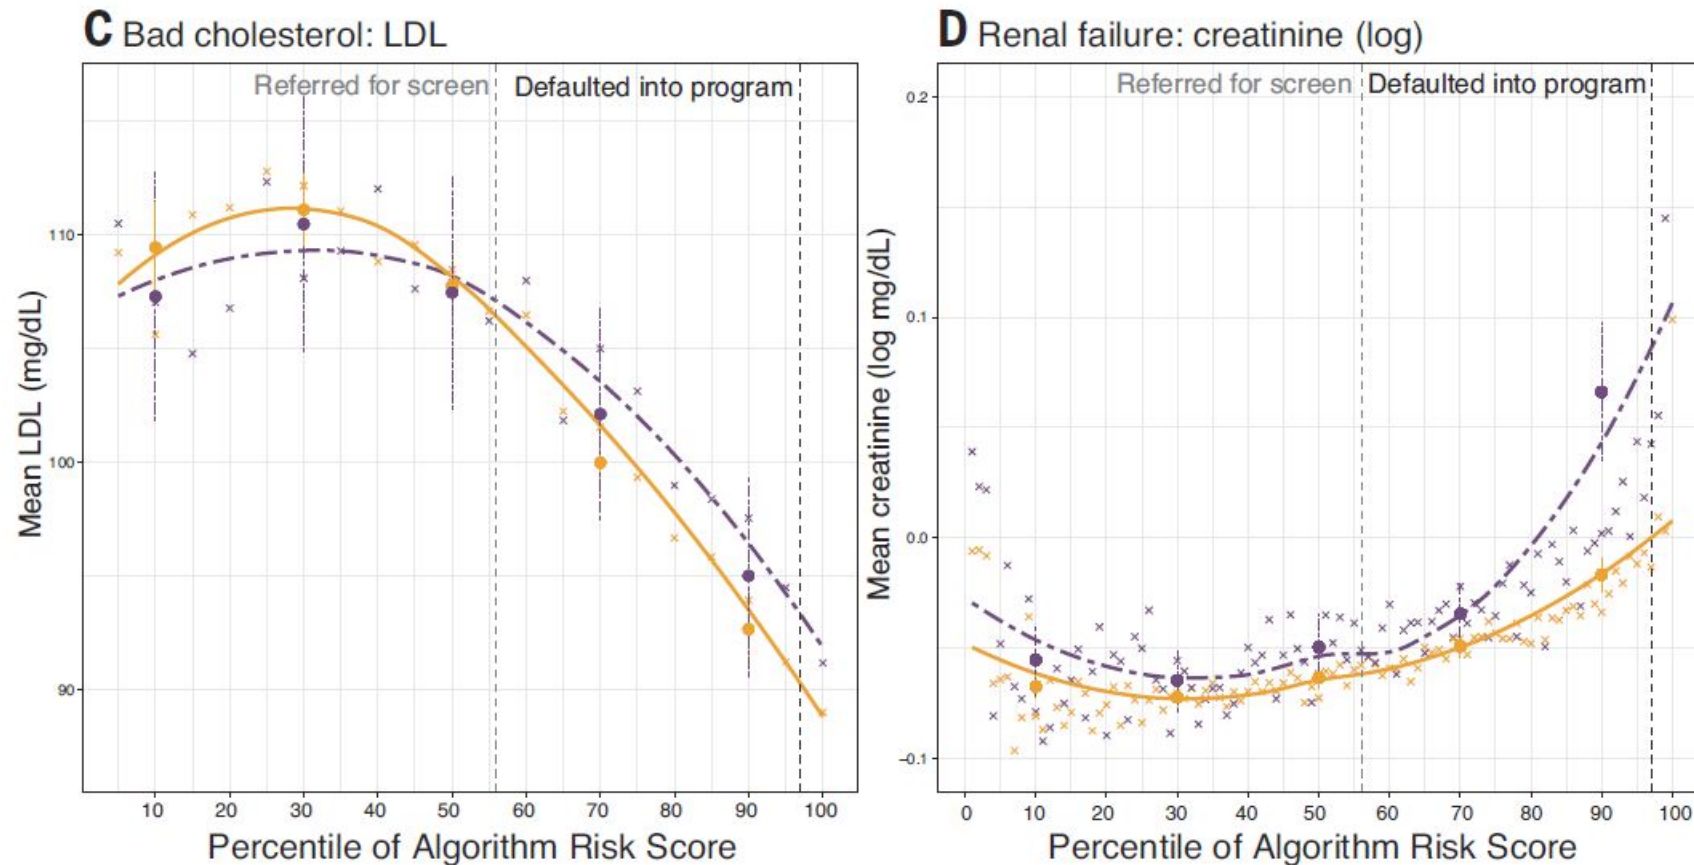 C Bad cholesterol: LDL
Referred for screen
Defaulted into program
Mean LDL (mg/dL)
110
100
90
10 20 30 40 50 60 70 80 90 100
Percentile of Algorithm Risk Score
D Renal failure: creatinine (log)
Referred for screen
Defaulted into program
Mean creatinine (log mg/dL)
0.2
0.1
0.0
−0.1
0 10 20 30 40 50 60 70 80 90 100
Percentile of Algorithm Risk Score